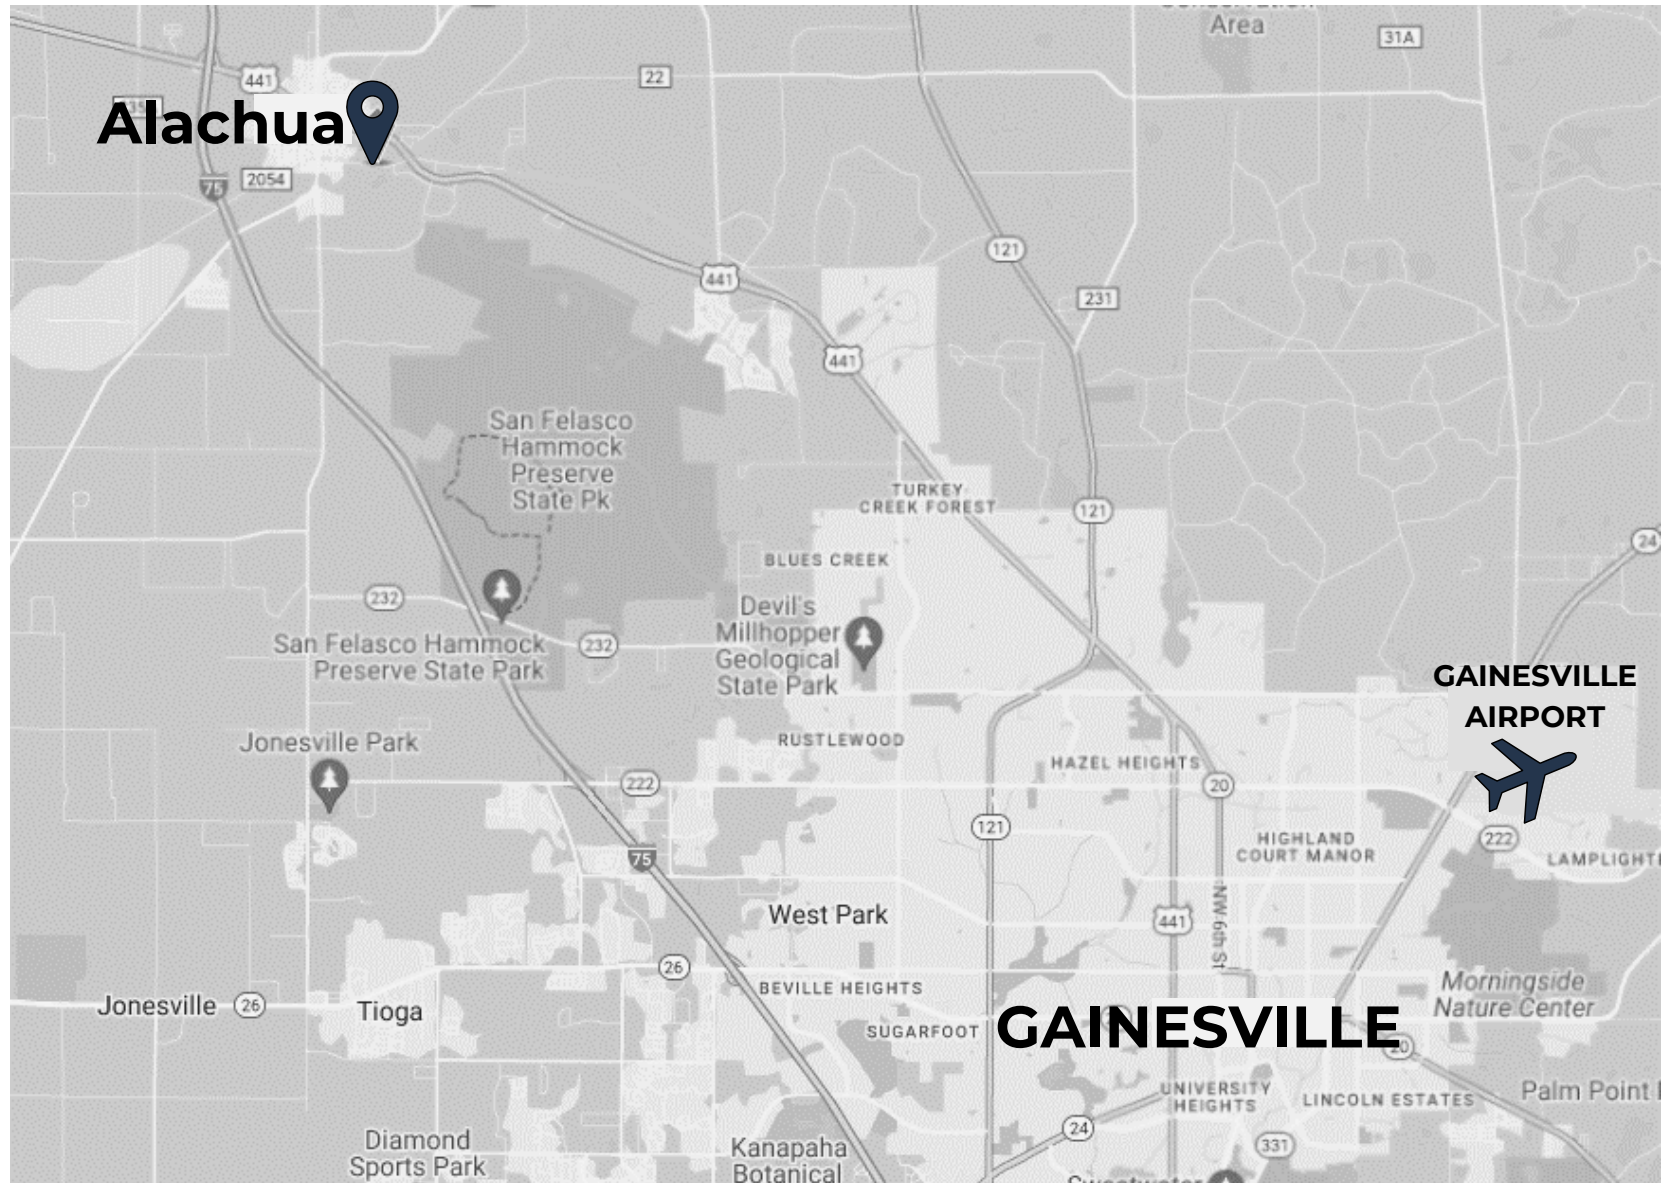 Area
31A
441
22
Alachua
2054
75
121
441
231
441
San Felasco
Hammock
Preserve
State Pk
TURKEY
CREEK FOREST
121
24
BLUES CREEK
232
Devil's
Millhopper
Geological
State Park
San Felasco Hammock
Preserve State Park
232
GAINESVILLE
AIRPORT
Jonesville Park
RUSTLEWOOD
HAZEL HEIGHTS
222
20
121
HIGHLAND
COURT MANOR
222
75
West Park
441
NW 6th St
26
BEVILLE HEIGHTS
Morningside
Nature Center
Jonesville
26
Tioga
SUGARFOOT
GAINESVILLE
20
UNIVERSITY
HEIGHTS
LINCOLN ESTATES
Palm Point
24
331
Diamond
Sports Park
Kanapaha
Botanical